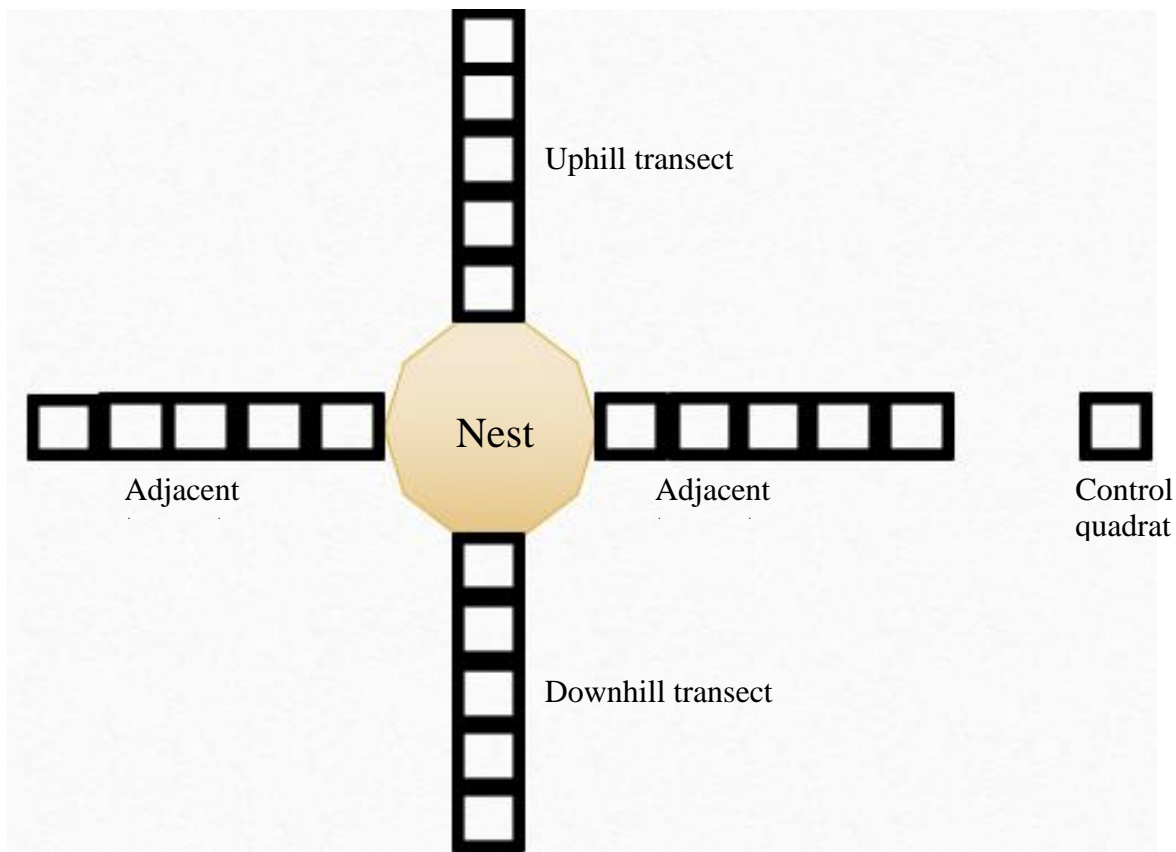 Uphill transect
Nest
Adjacent
Adjacent
Control
quadrat
Downhill transect